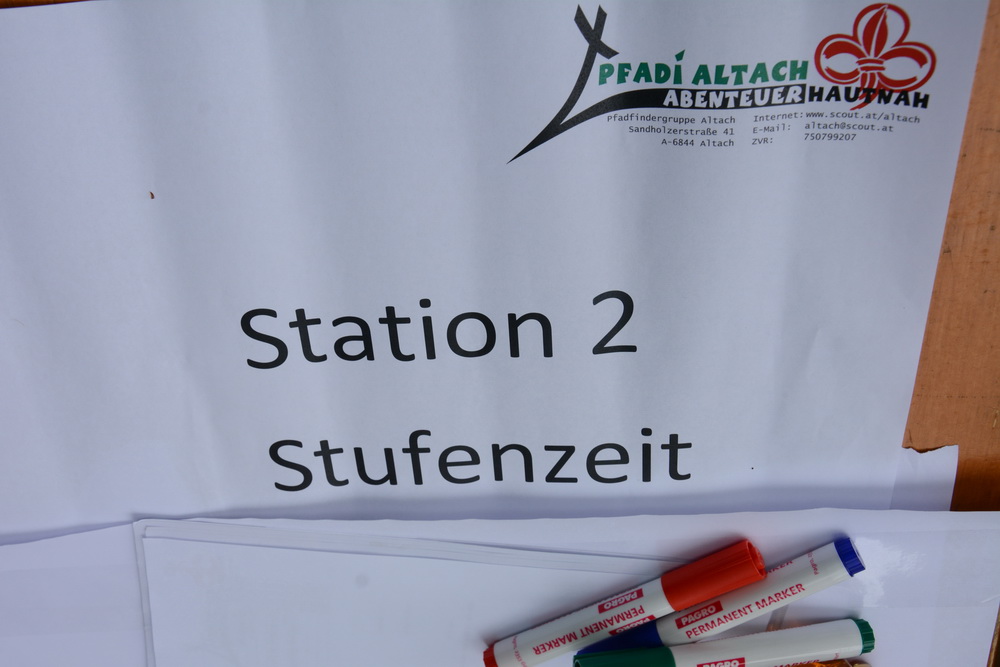 PFADI ALTACH
ABENTEUER HAUTNAH
Pfadfindergruppe Altach
Sandholzerstraße 41
A-6844 Altach
Internet: www.scout.at/altach
E-Mail: altach@scout.at
ZVR: 750799207
Station 2
Stufenzeit
PAGRO
PERMANENT MARKER
PAGRO
PERMANENT MARKER
PAGRO